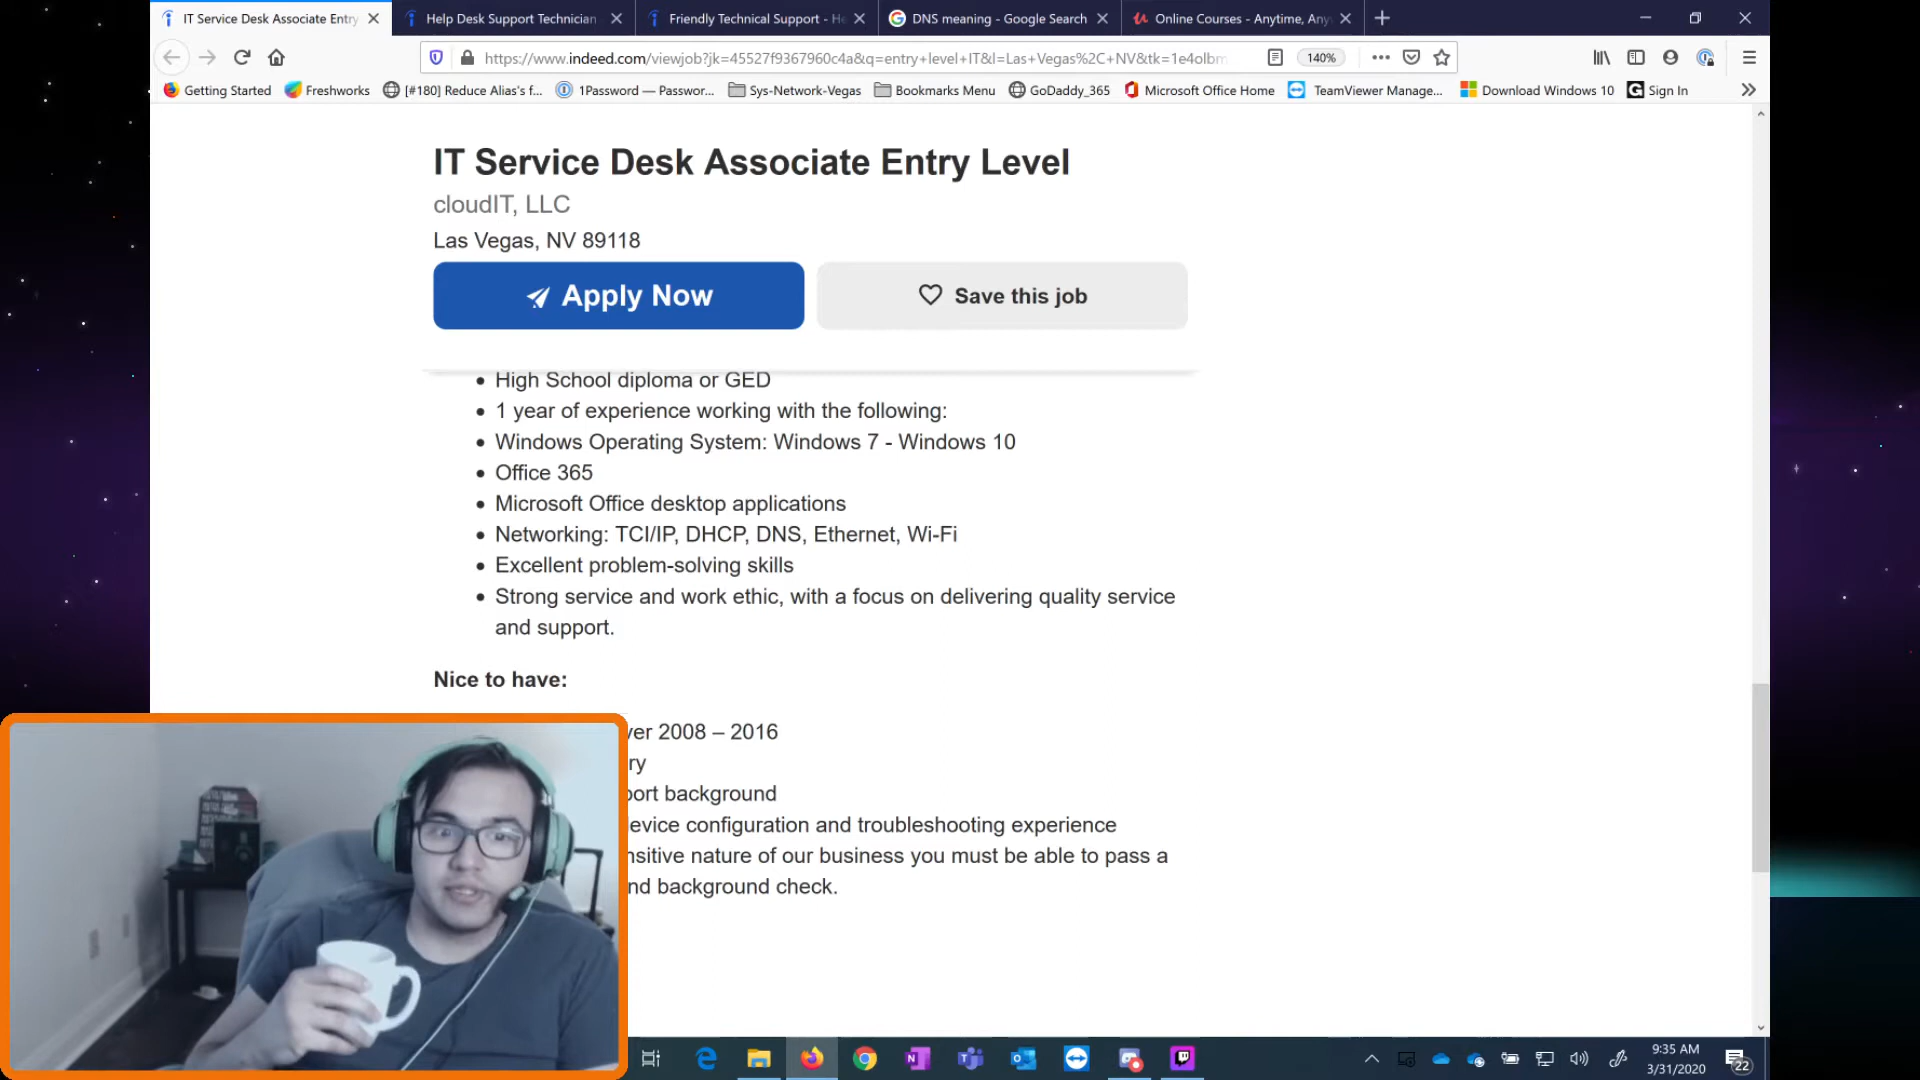 IT Service Desk Associate Entry
Help Desk Support Technician
Friendly Technical Support - He
DNS meaning - Google Search
Online Courses - Anytime, Any
https://www.indeed.com/viewjob?jk=45527f9367960c4a&q=entry+level+IT&l=Las+Vegas%2C+NV&tk=1e4olbm
140%
Getting Started
Freshworks
[#180] Reduce Alias's f...
1Password — Passwor...
Sys-Network-Vegas
Bookmarks Menu
GoDaddy_365
Microsoft Office Home
TeamViewer Manage...
Download Windows 10
Sign In
IT Service Desk Associate Entry Level
cloudIT, LLC
Las Vegas, NV 89118
Apply Now
Save this job
High School diploma or GED
1 year of experience working with the following:
Windows Operating System: Windows 7 - Windows 10
Office 365
Microsoft Office desktop applications
Networking: TCI/IP, DHCP, DNS, Ethernet, Wi-Fi
Excellent problem-solving skills
Strong service and work ethic, with a focus on delivering quality service
and support.
Nice to have:
ver 2008 – 2016
ry
port background
evice configuration and troubleshooting experience
nsitive nature of our business you must be able to pass a
nd background check.
9:35 AM
3/31/2020
22